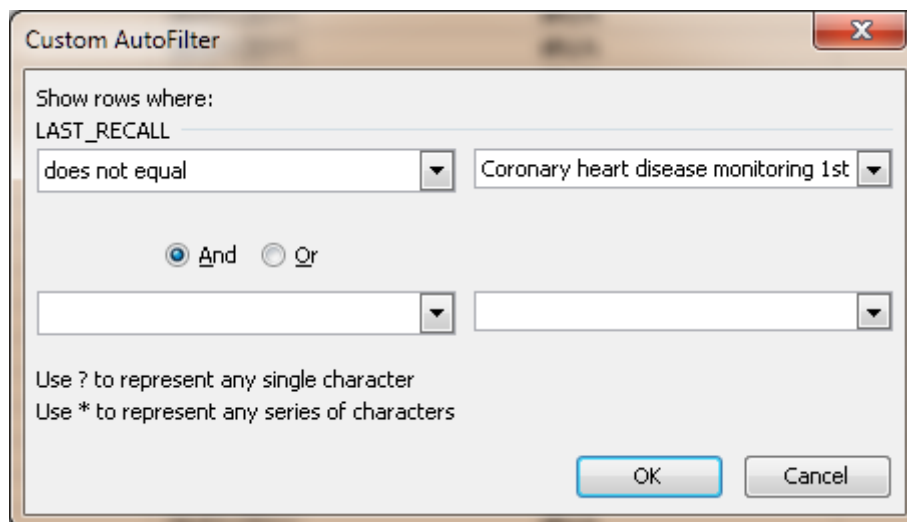 Custom AutoFilter
Show rows where:
LAST_RECALL
does not equal
Coronary heart disease monitoring 1st
And Or
Use ? to represent any single character
Use * to represent any series of characters
OK Cancel